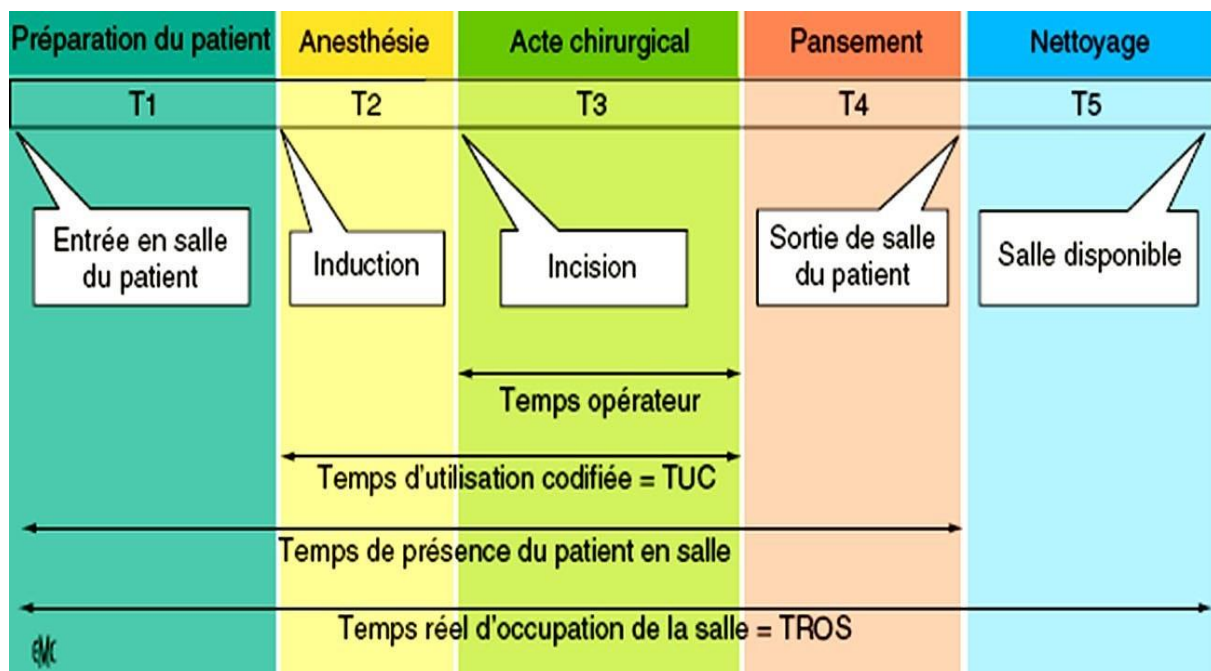 Préparation du patient
Anesthésie
Acte chirurgical
Pansement
Nettoyage
T1
T2
T3
T4
T5
Entrée en salle
du patient
Induction
Incision
Sortie de salle
du patient
Salle disponible
Temps opérateur
Temps d'utilisation codifiée = TUC
Temps de présence du patient en salle
Temps réel d'occupation de la salle = TROS
EMC